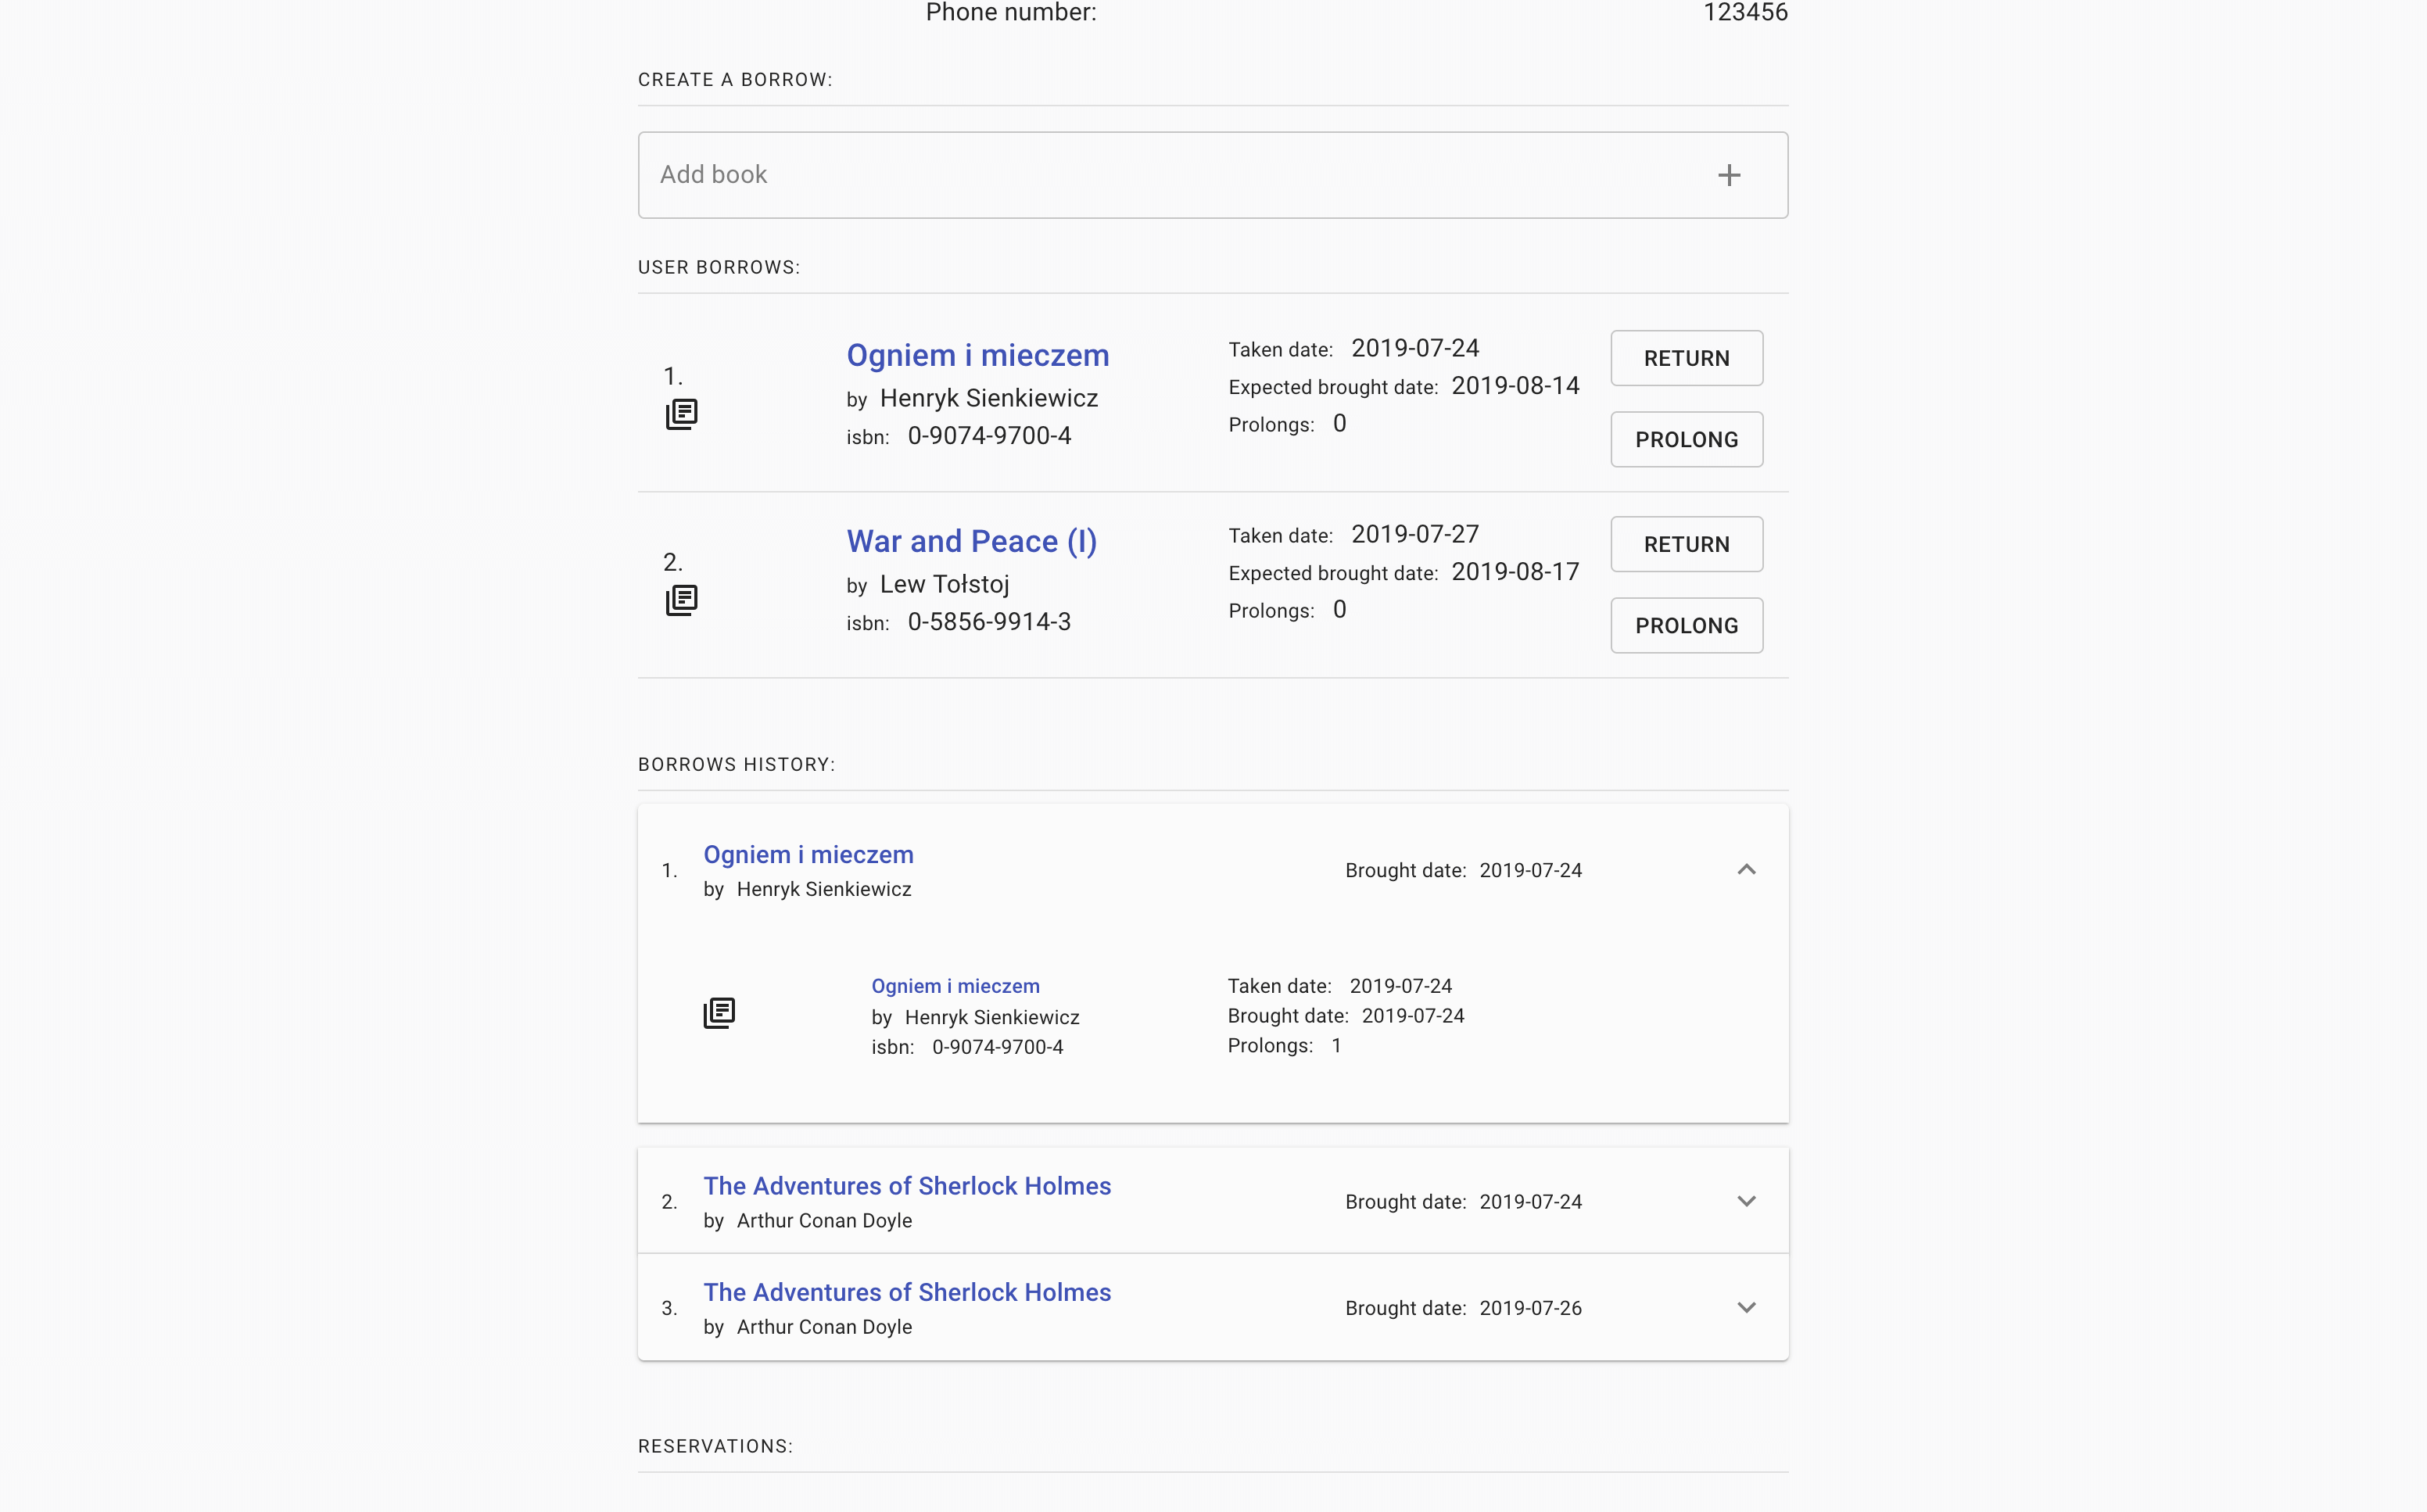 Phone number: 123456
CREATE A BORROW:
Add book
USER BORROWS:
1.
Ogniem i mieczem
by Henryk Sienkiewicz
isbn: 0-9074-9700-4
Taken date: 2019-07-24
Expected brought date: 2019-08-14
Prolongs: 0
RETURN
PROLONG
2.
War and Peace (I)
by Lew Tołstoj
isbn: 0-5856-9914-3
Taken date: 2019-07-27
Expected brought date: 2019-08-17
Prolongs: 0
RETURN
PROLONG
BORROWS HISTORY:
1.
Ogniem i mieczem
by Henryk Sienkiewicz
Brought date: 2019-07-24
Ogniem i mieczem
by Henryk Sienkiewicz
isbn: 0-9074-9700-4
Taken date: 2019-07-24
Brought date: 2019-07-24
Prolongs: 1
2.
The Adventures of Sherlock Holmes
by Arthur Conan Doyle
Brought date: 2019-07-24
3.
The Adventures of Sherlock Holmes
by Arthur Conan Doyle
Brought date: 2019-07-26
RESERVATIONS: